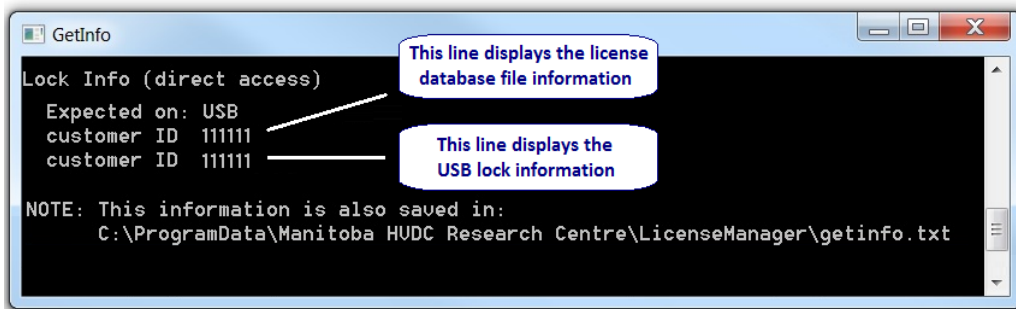 GetInfo
This line displays the license
database file information
Lock Info (direct access)
Expected on: USB
customer ID 111111
customer ID 111111
This line displays the
USB lock information
NOTE: This information is also saved in:
C:\ProgramData\Manitoba HVDC Research Centre\LicenseManager\getinfo.txt